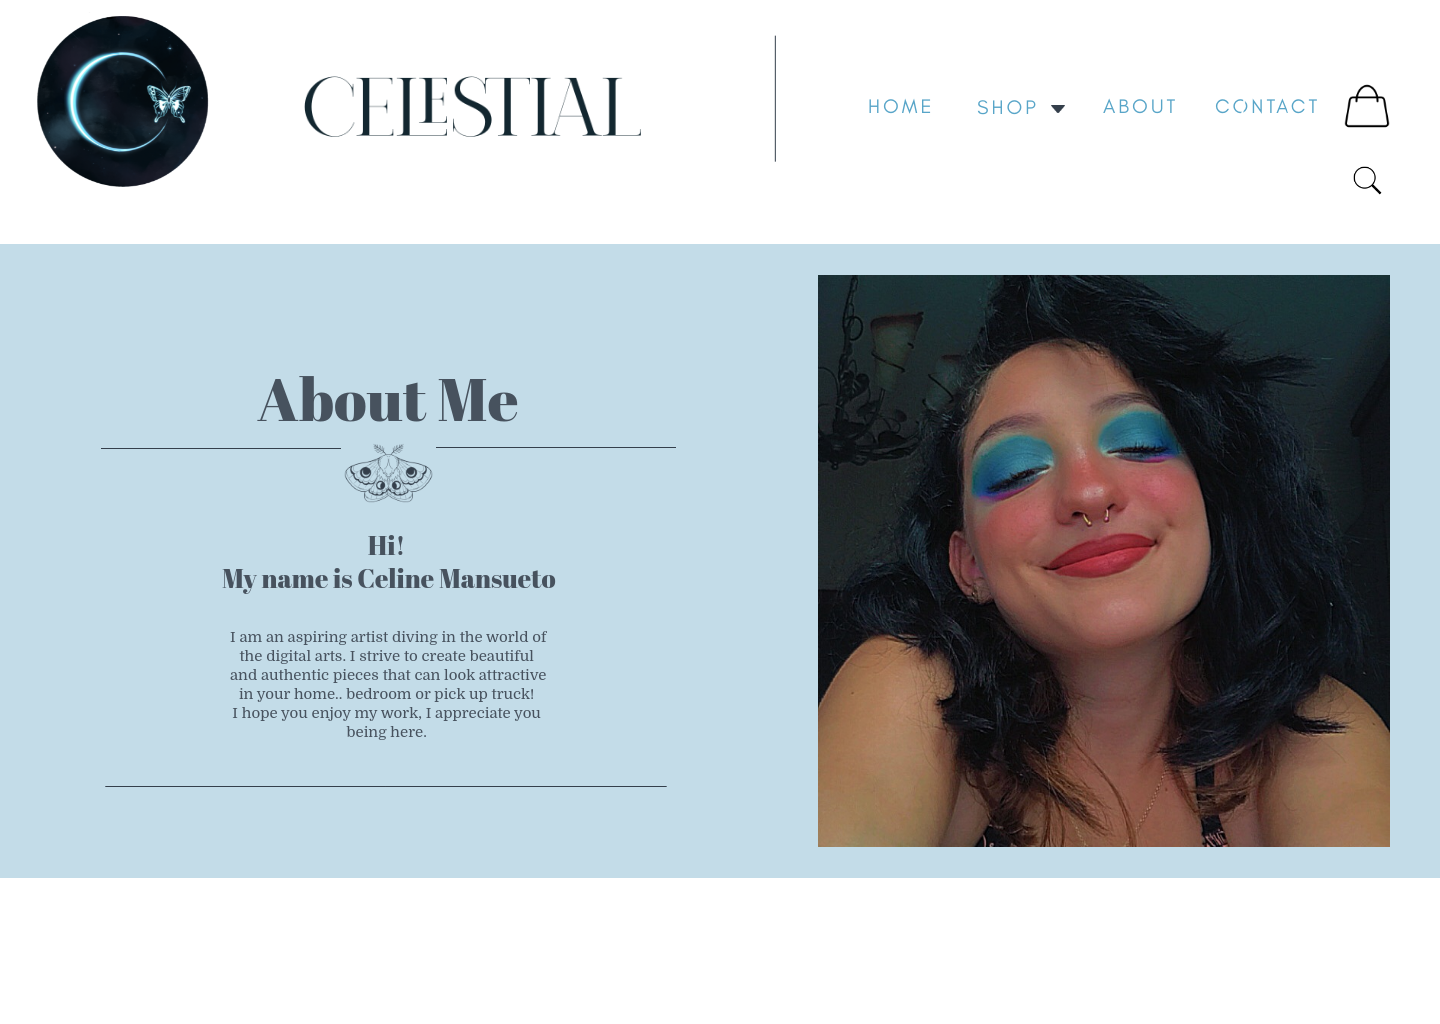 CELESTIAL
HOME SHOP ABOUT CONTACT
About Me
Hi!
My name is Celine Mansueto
I am an aspiring artist diving in the world of
the digital arts. I strive to create beautiful
and authentic pieces that can look attractive
in your home.. bedroom or pick up truck!
I hope you enjoy my work, I appreciate you
being here.